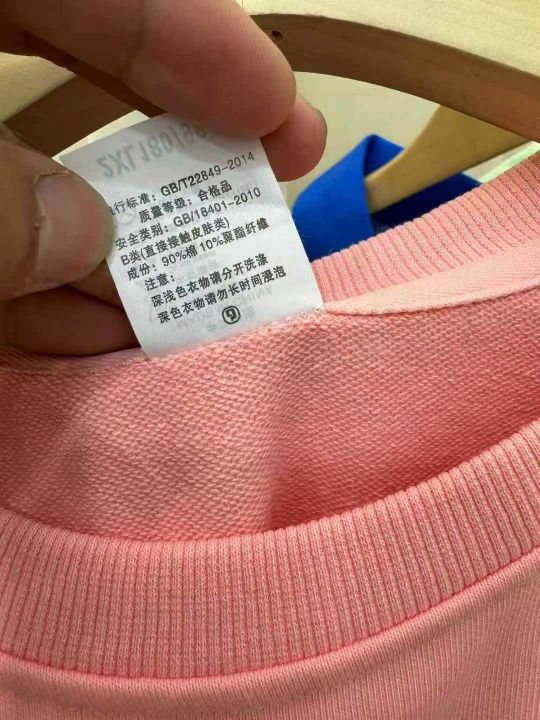 执行标准：GB/T22849-2014
质量等级：合格品
安全类别：GB/18401-2010
B类(直接接触皮肤类)
成份：90%棉 10%聚酯纤维
注意：
深浅色衣物请分开洗涤
深色衣物请勿长时间浸泡